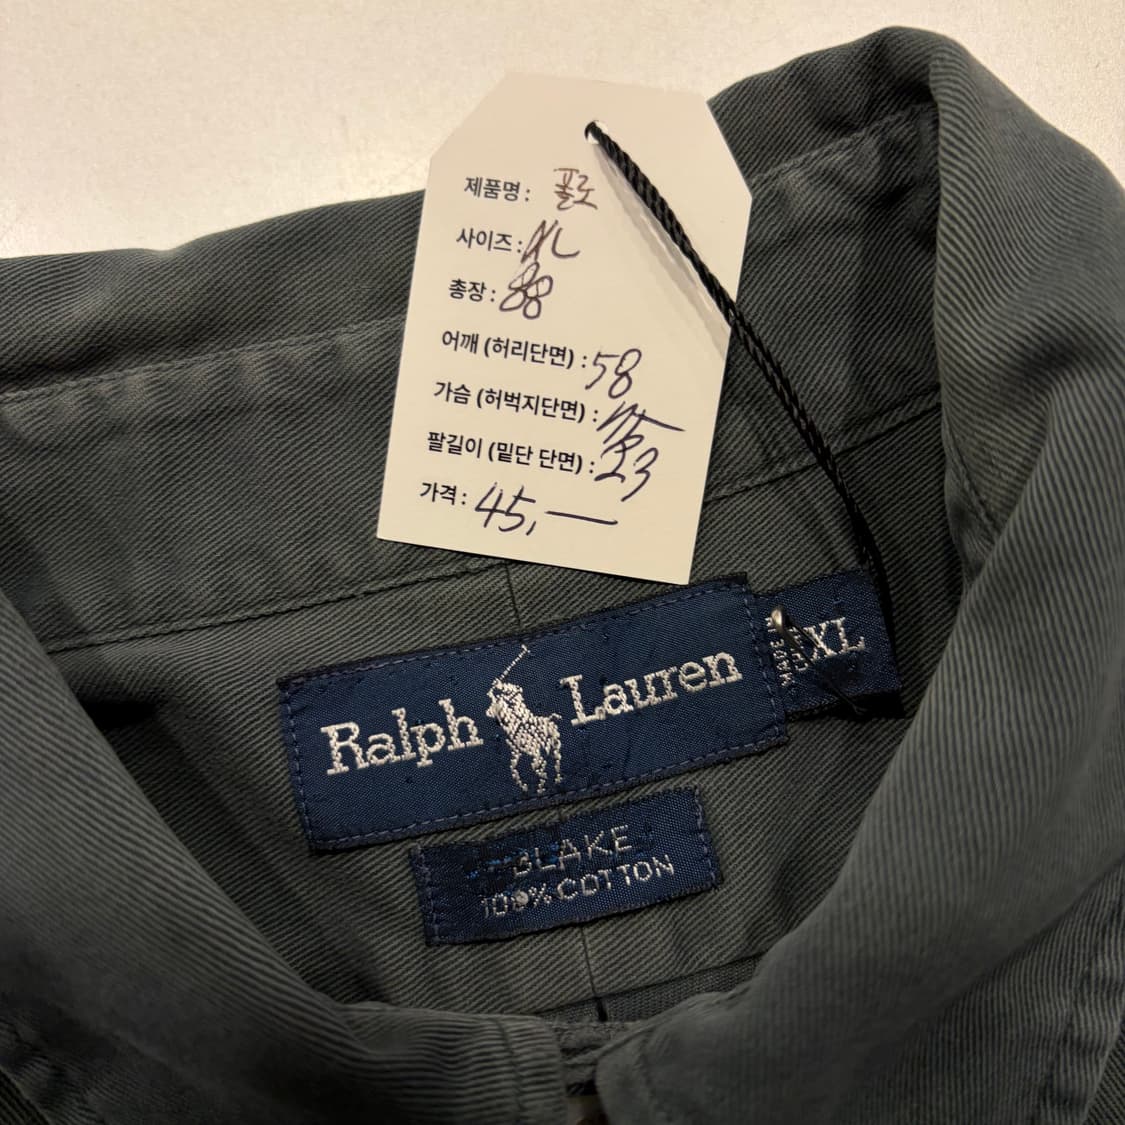 제품명: 폴로
사이즈: XL
총장: 88
어깨 (허리단면): 58
가슴 (허벅지단면):
팔길이 (밑단 단면): 23
가격: 45,—
Ralph Lauren
MADE IN
XL
BLAKE
100% COTTON